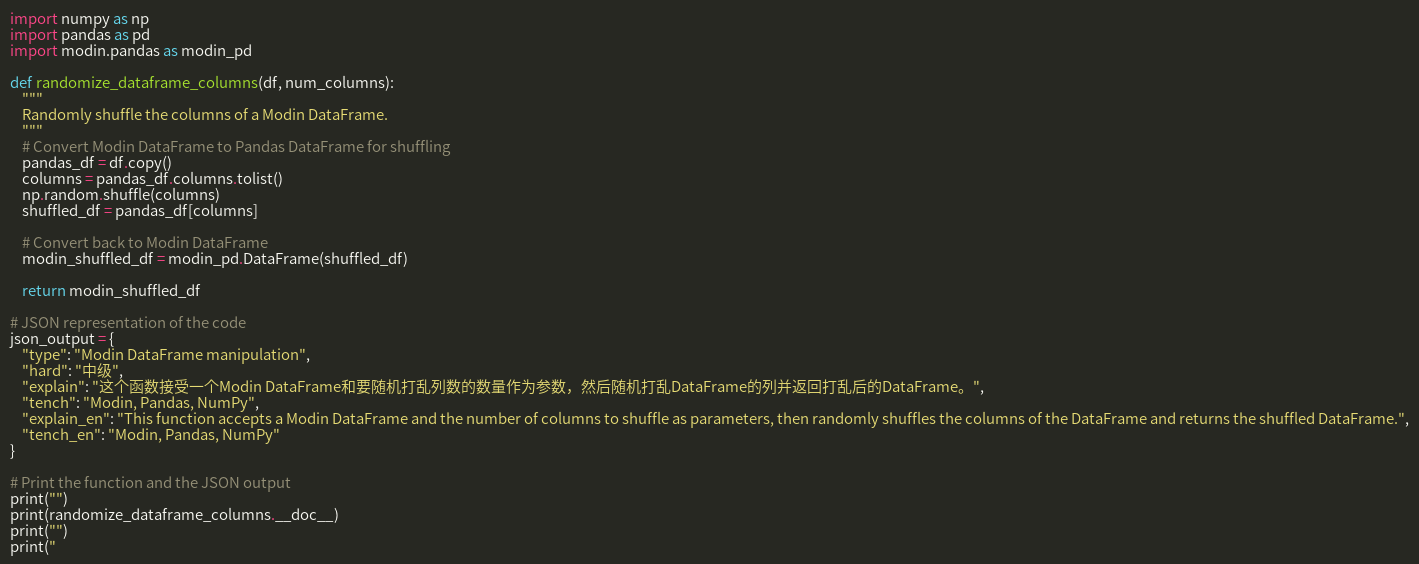 import numpy as np
import pandas as pd
import modin.pandas as modin_pd
def randomize_dataframe_columns(df, num_columns):
"""
Randomly shuffle the columns of a Modin DataFrame.
"""
# Convert Modin DataFrame to Pandas DataFrame for shuffling
pandas_df = df.copy()
columns = pandas_df.columns.tolist()
np.random.shuffle(columns)
shuffled_df = pandas_df[columns]
# Convert back to Modin DataFrame
modin_shuffled_df = modin_pd.DataFrame(shuffled_df)
return modin_shuffled_df
# JSON representation of the code
json_output = {
"type": "Modin DataFrame manipulation",
"hard": "中级",
"explain": "这个函数接受一个Modin DataFrame和要随机打乱列数的数量作为参数，然后随机打乱DataFrame的列并返回打乱后的DataFrame。",
"tench": "Modin, Pandas, NumPy",
"explain_en": "This function accepts a Modin DataFrame and the number of columns to shuffle as parameters, then randomly shuffles the columns of the DataFrame and returns the shuffled DataFrame.",
"tench_en": "Modin, Pandas, NumPy"
}
# Print the function and the JSON output
print("")
print(randomize_dataframe_columns.__doc__)
print("")
print("